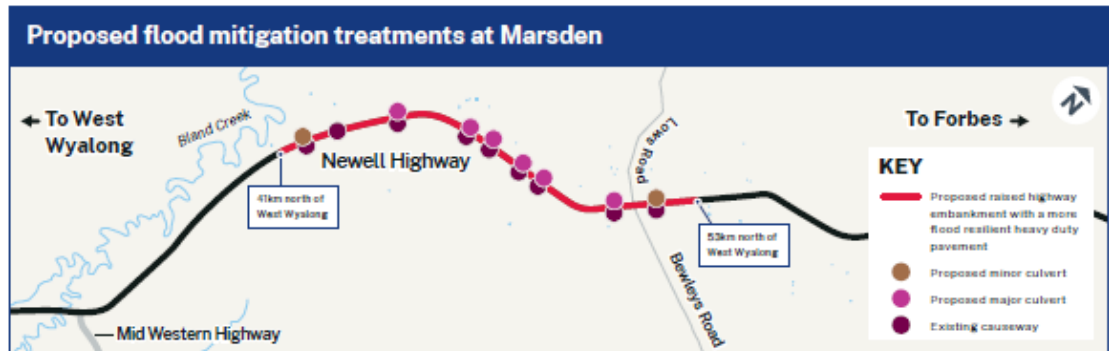 Proposed flood mitigation treatments at Marsden
← To West
Wyalong
Bland Creek
Newell Highway
41km north of
West Wyalong
Mid Western Highway
Lows Road
Bewleys Road
53km north of
West Wyalong
To Forbes →
N
KEY
Proposed raised highway
embankment with a more
flood resilient heavy duty
pavement
Proposed minor culvert
Proposed major culvert
Existing causeway